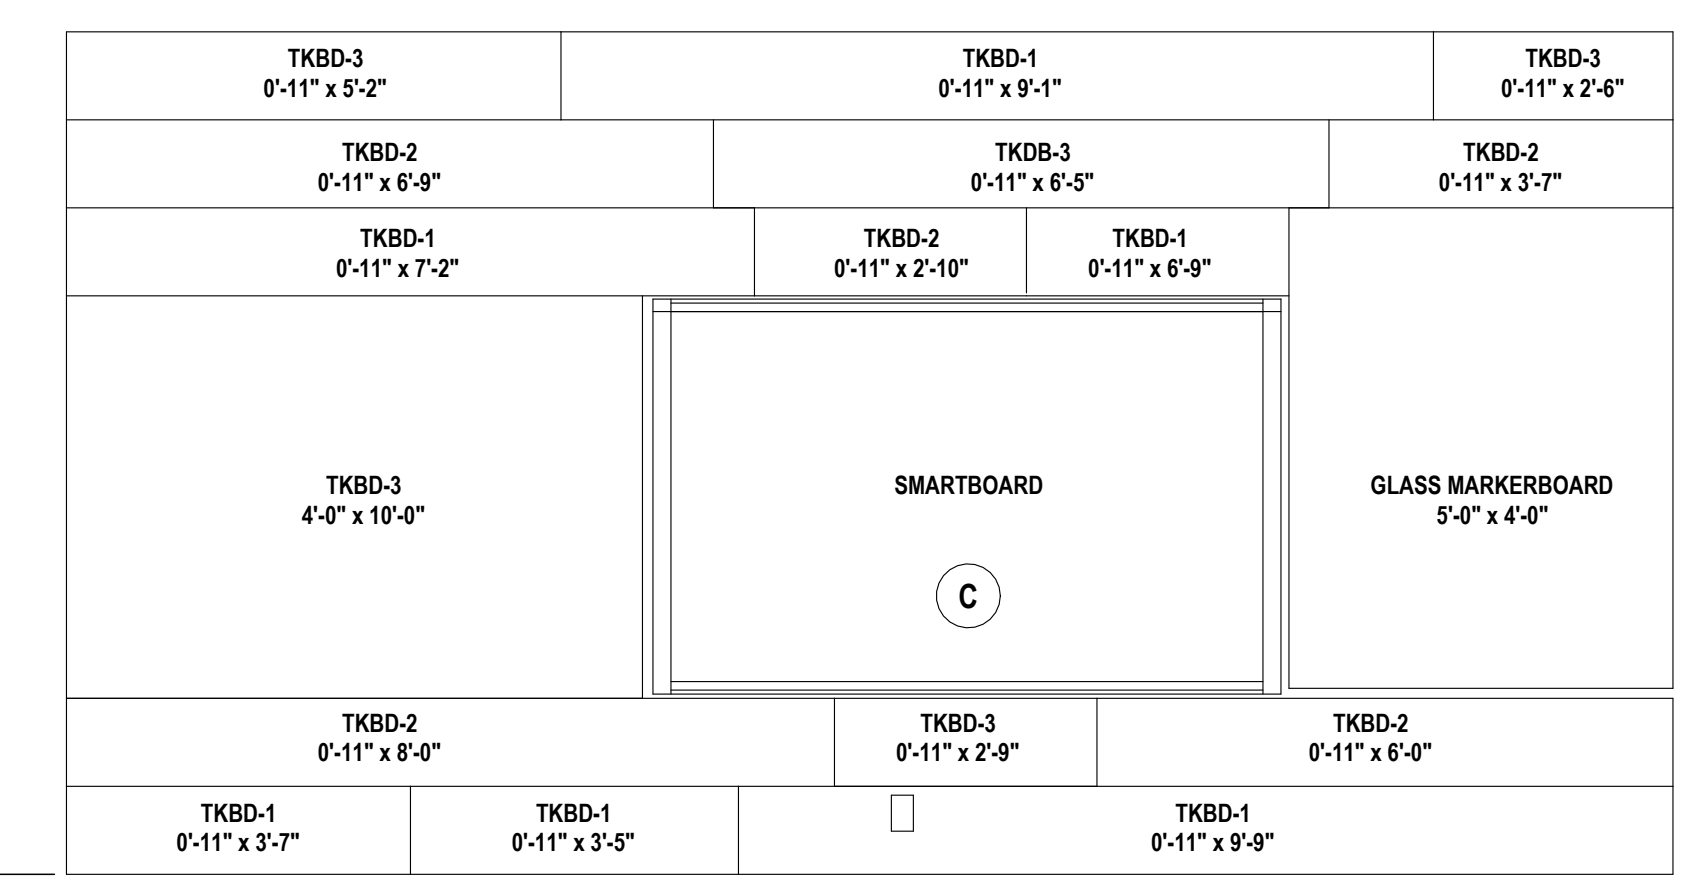 TKBD-3
0'-11" x 5'-2"
TKBD-1
0'-11" x 9'-1"
TKBD-3
0'-11" x 2'-6"
TKBD-2
0'-11" x 6'-9"
TKDB-3
0'-11" x 6'-5"
TKBD-2
0'-11" x 3'-7"
TKBD-1
0'-11" x 7'-2"
TKBD-2
0'-11" x 2'-10"
TKBD-1
0'-11" x 6'-9"
TKBD-3
4'-0" x 10'-0"
SMARTBOARD
C
GLASS MARKERBOARD
5'-0" x 4'-0"
TKBD-2
0'-11" x 8'-0"
TKBD-3
0'-11" x 2'-9"
TKBD-2
0'-11" x 6'-0"
TKBD-1
0'-11" x 3'-7"
TKBD-1
0'-11" x 3'-5"
TKBD-1
0'-11" x 9'-9"